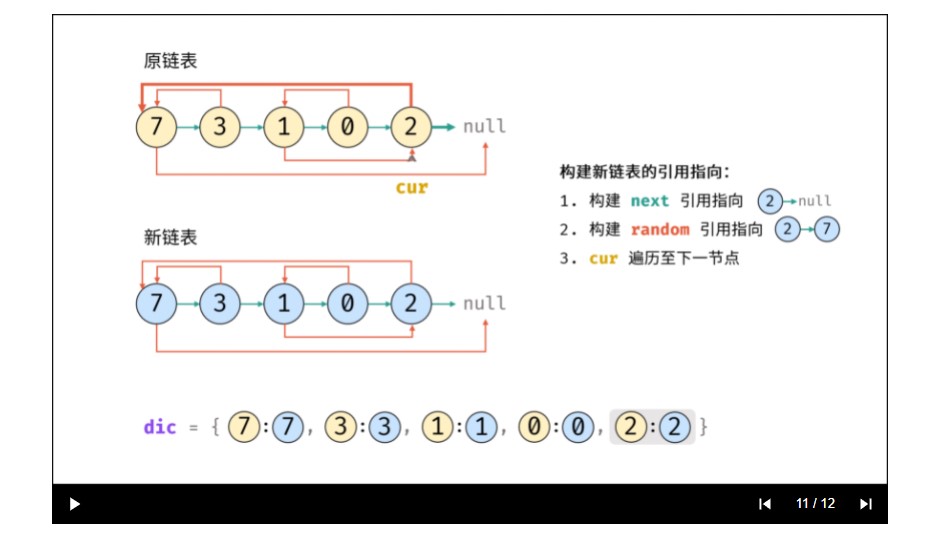 原链表
7 3 1 0 2 null
cur
构建新链表的引用指向：
1. 构建 next 引用指向 2 null
2. 构建 random 引用指向 2 7
3. cur 遍历至下一节点
新链表
7 3 1 0 2 null
dic = { 7:7, 3:3, 1:1, 0:0, 2:2 }
11 / 12